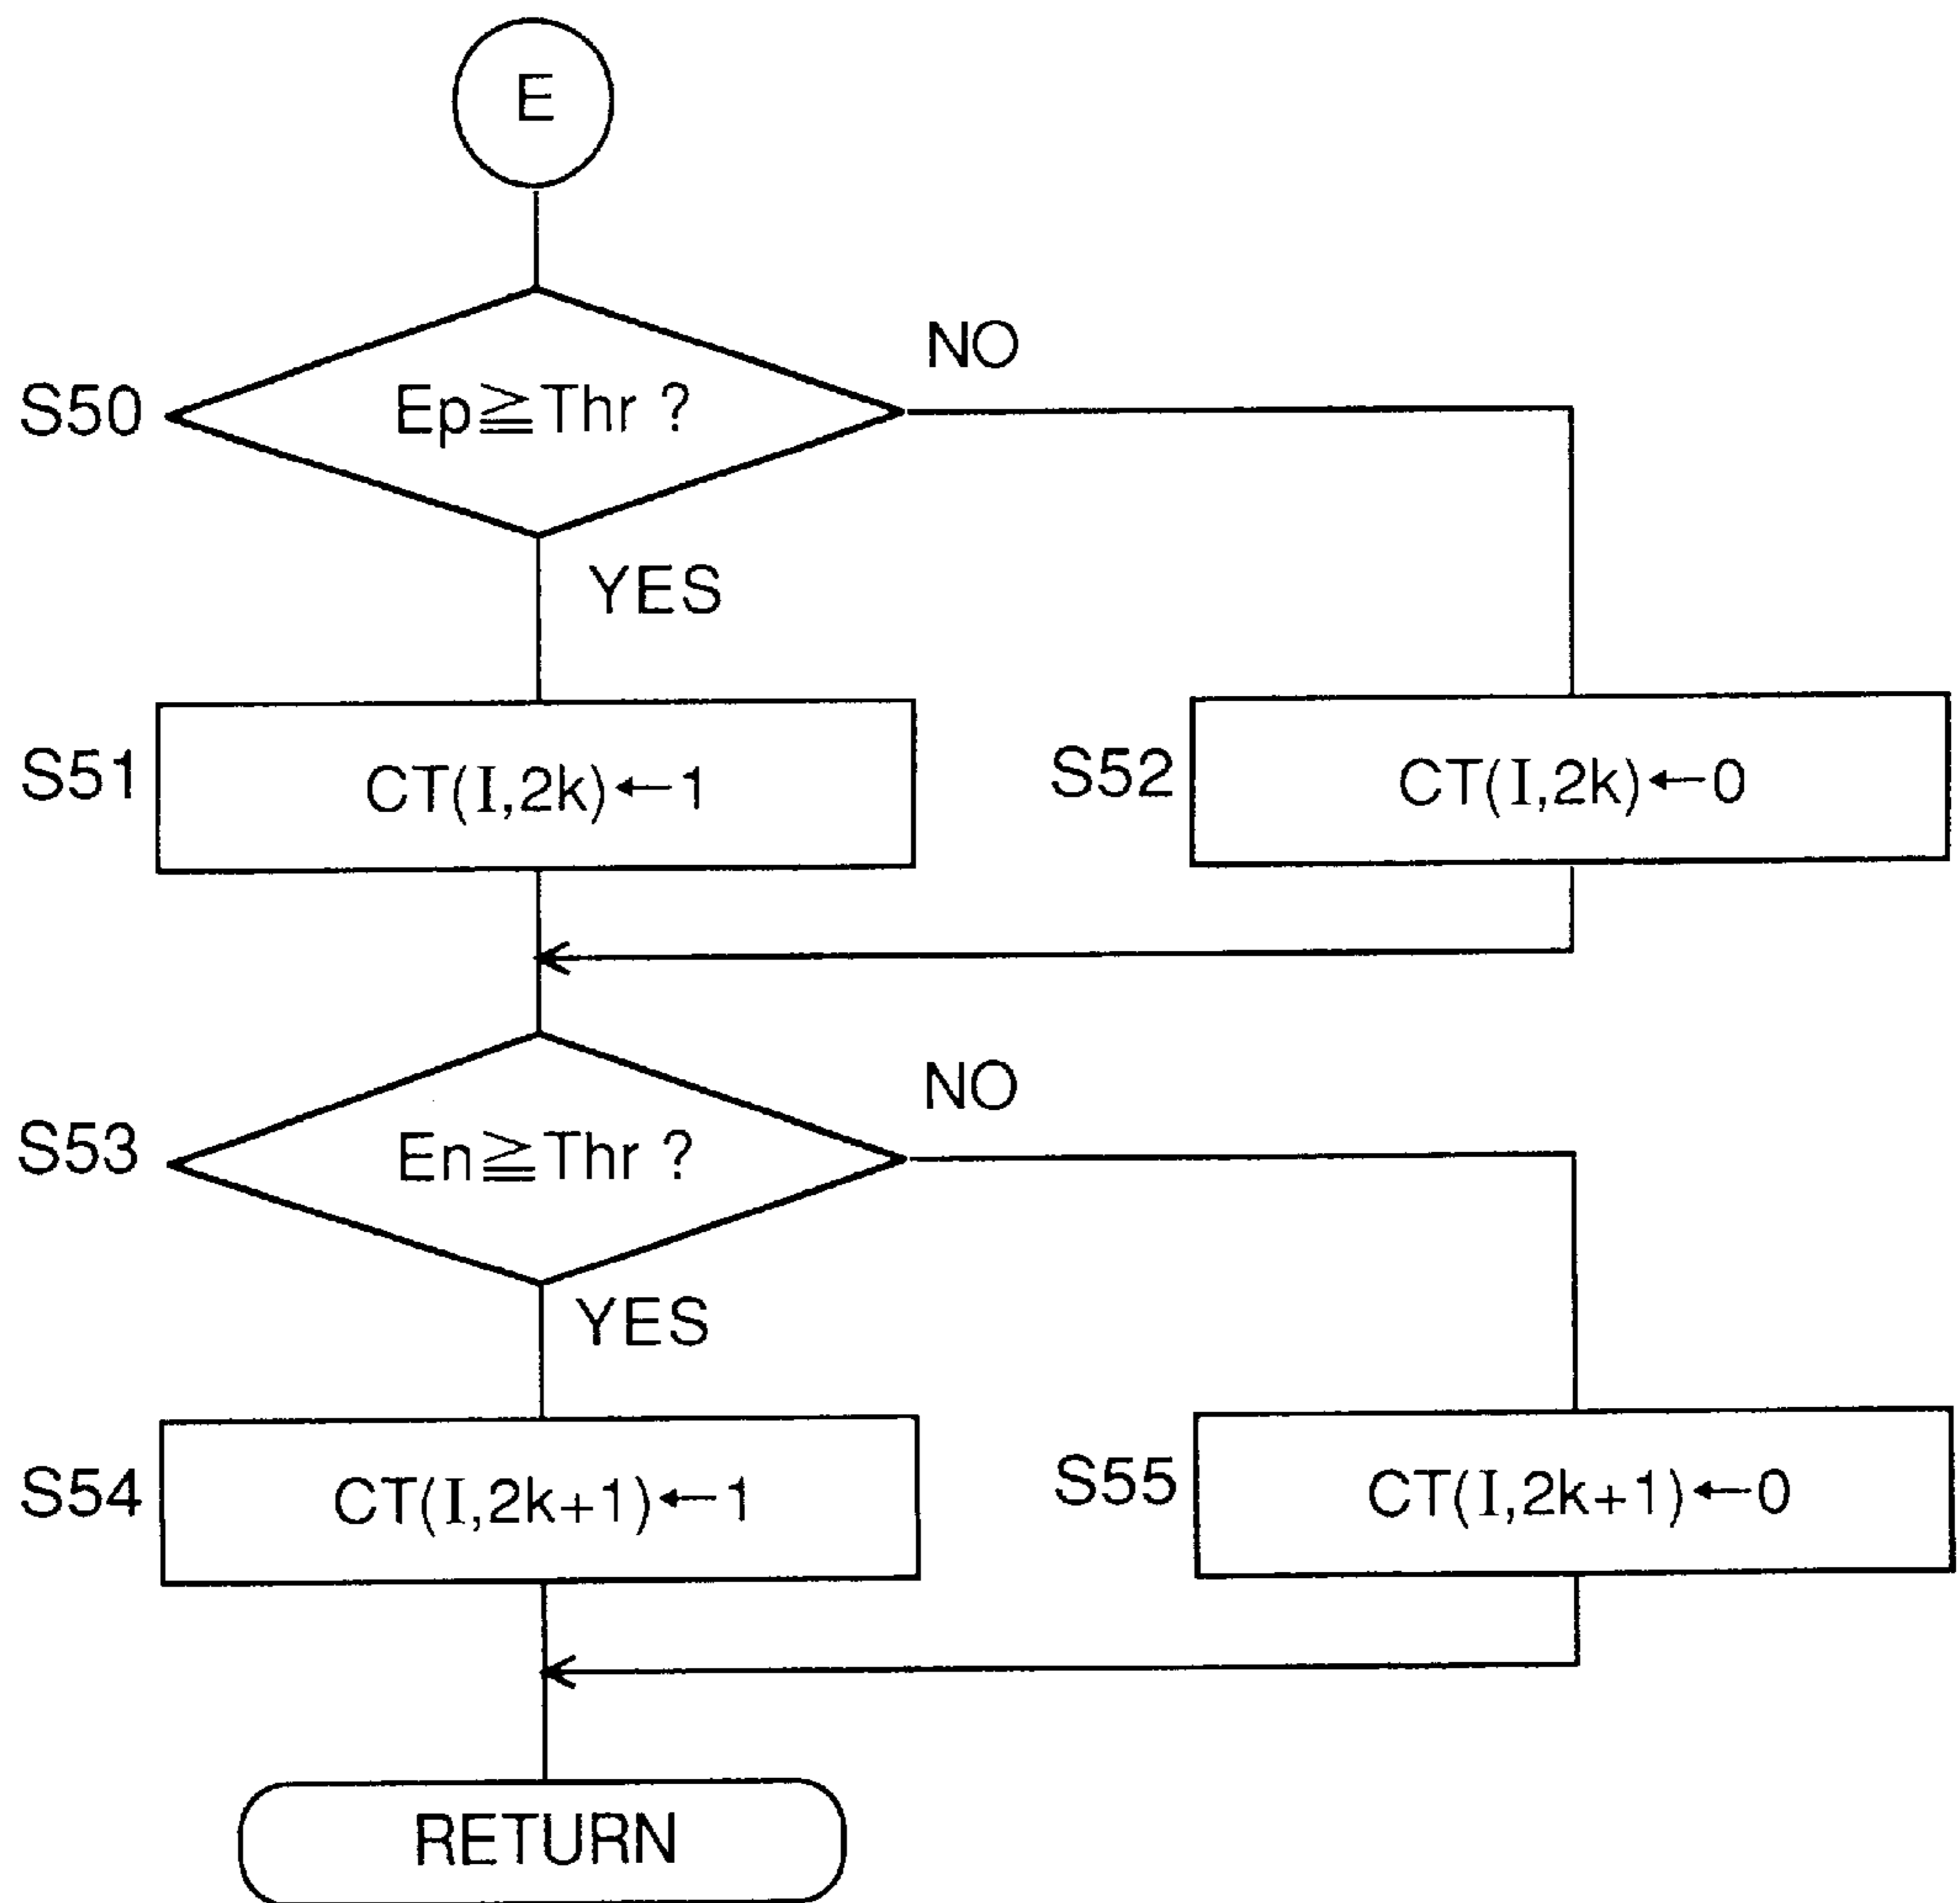 E
NO
S50
Ep≧Thr ?
YES
S51
CT(I,2k)←1
S52
CT(I,2k)←0
NO
S53
En≧Thr ?
YES
S54
CT(I,2k+1)←1
S55
CT(I,2k+1)←0
RETURN